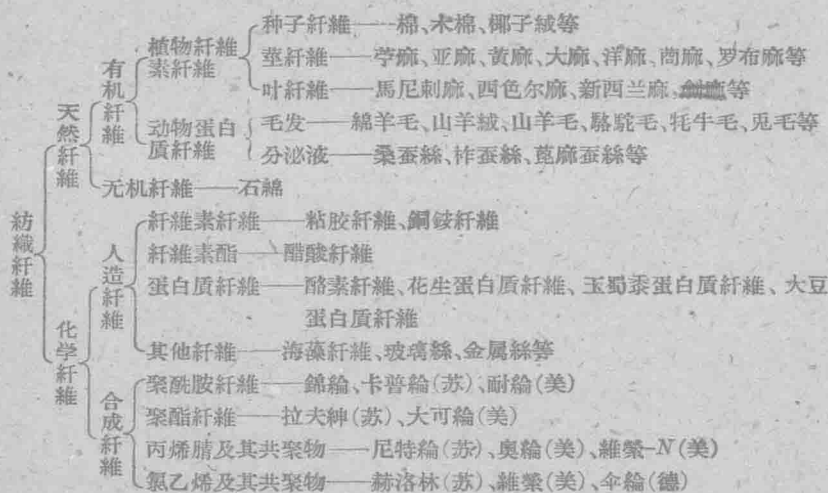 种子纤維——棉、木棉、椰子絨等
植物纤維素纤維
莖纤維——苧麻、亚麻、黄麻、大麻、洋麻、茼麻、罗布麻等
叶纤維——馬尼刺麻、西色尔麻、新西兰麻、等
有机纤維
动物蛋白质纤維
毛发——綿羊毛、山羊絨、山羊毛、駱駝毛、牦牛毛、兎毛等
分泌液——桑蚕絲、柞蚕絲、蓖麻蚕絲等
天然纤維
无机纤維——石綿
紡織纤維
纤維素纤維——粘胶纤維、銅銨纤維
纤維素酯——醋酸纤維
人造纤維
蛋白质纤維——酪素纤維、花生蛋白质纤維、玉蜀黍蛋白质纤維、大豆
蛋白质纤維
其他纤維——海藻纤維、玻璃絲、金属絲等
化学纤維
聚酰胺纤維——錦綸、卡普綸(苏)、耐綸(美)
聚酯纤維——拉夫紳(苏)、大可綸(美)
合成纤維
丙烯腈及其共聚物——尼特綸(苏)、奥綸(美)、維縈-N(美)
氯乙烯及其共聚物——赫洛林(苏)、維縈(美)、伞綸(德)